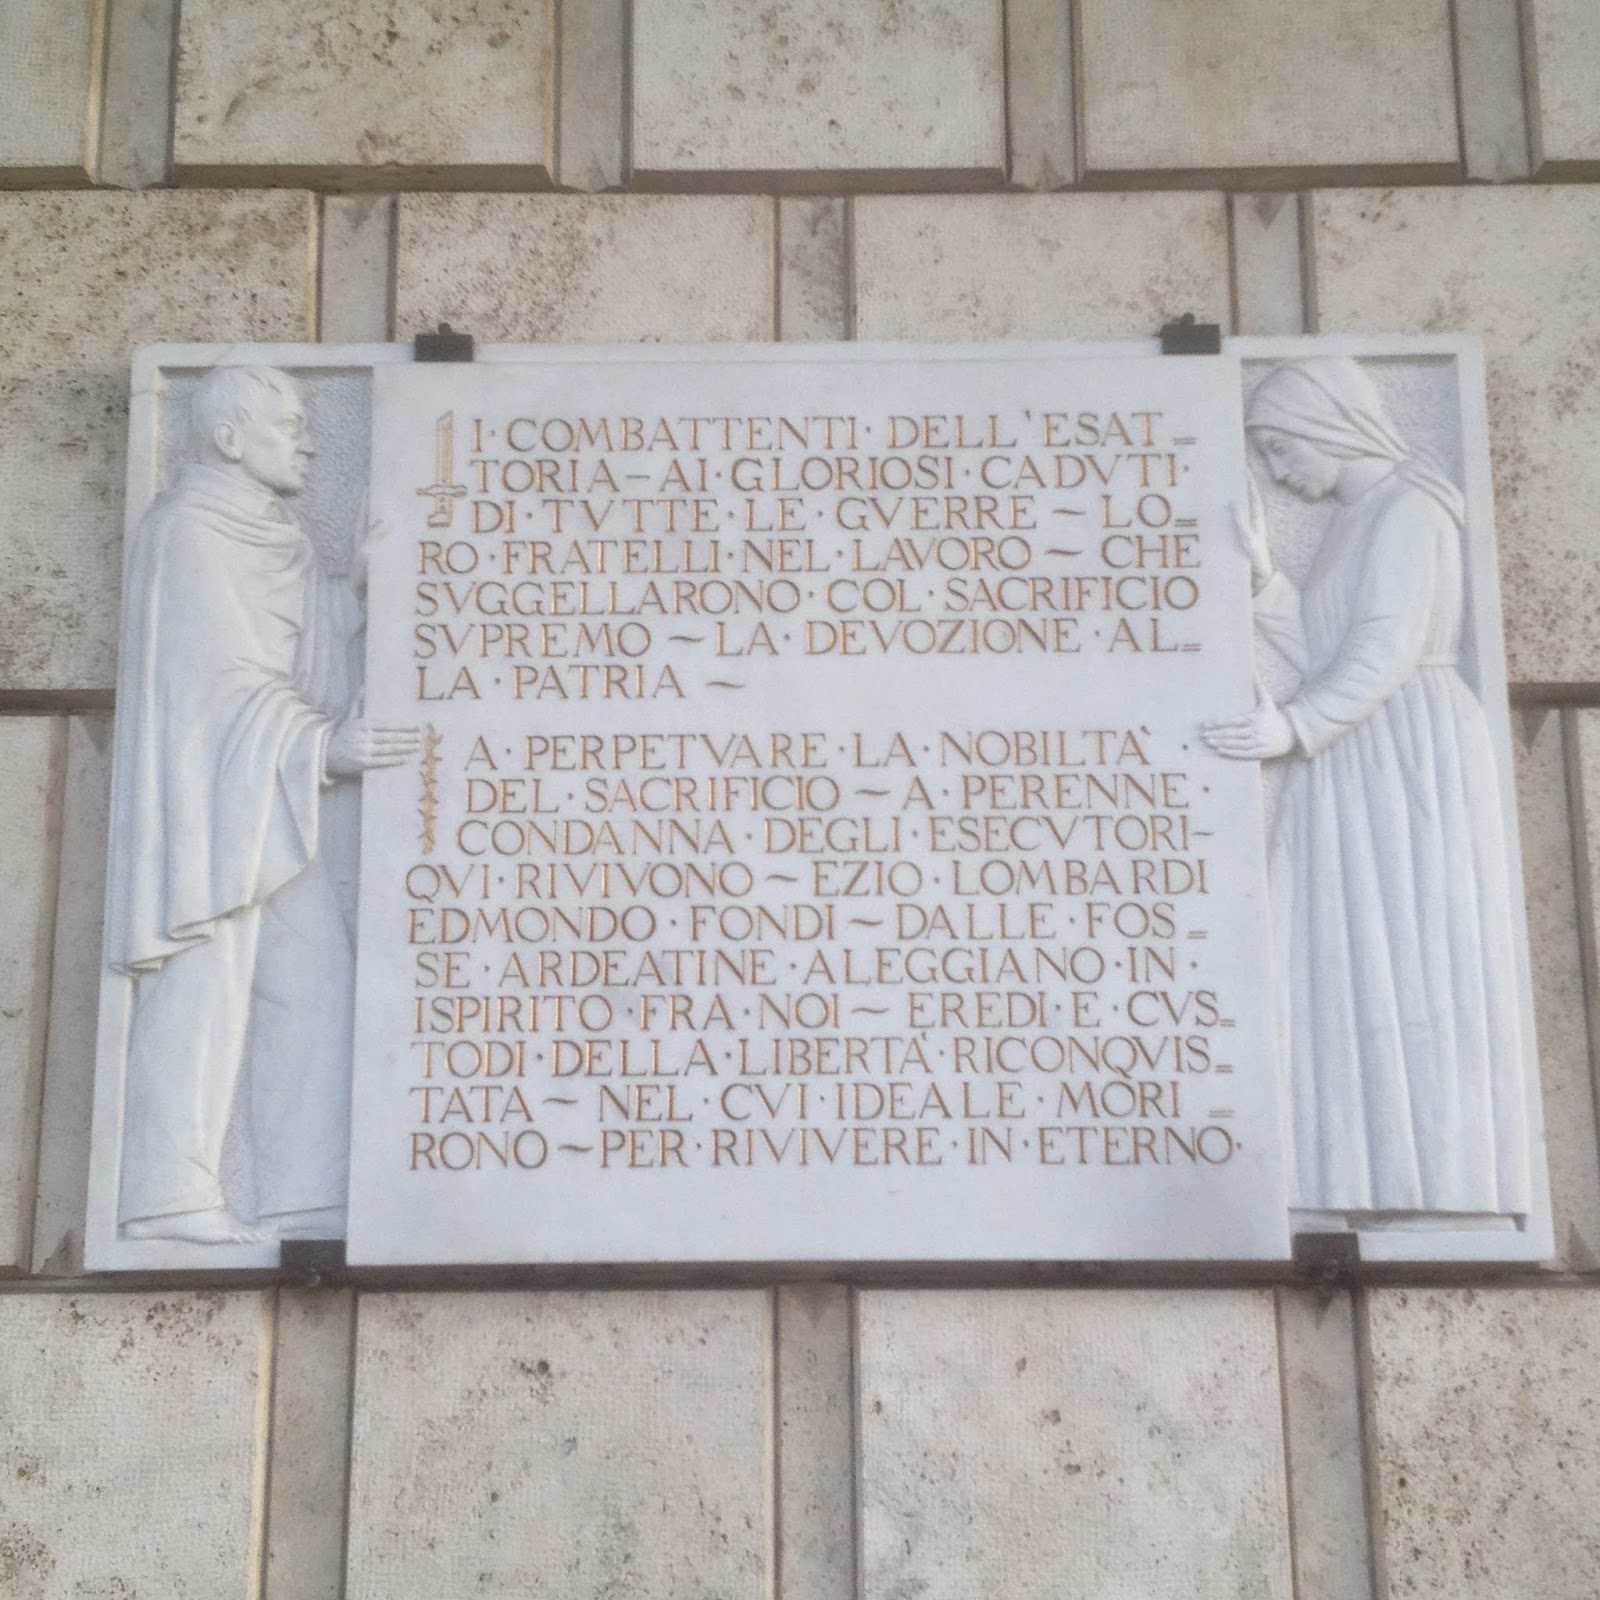 I·COMBATTENTI·DELL'ESAT=
TORIA—AI·GLORIOSI·CADVTI·
DI·TVTTE·LE·GVERRE~LO=
RO·FRATELLI·NEL·LAVORO~CHE
SVGGELLARONO·COL·SACRIFICIO
SVPREMO~LA·DEVOZIONE·AL=
LA·PATRIA~
A·PERPETVARE·LA·NOBILTA'·
DEL·SACRIFICIO~A·PERENNE·
CONDANNA·DEGLI·ESECVTORI—
QVI·RIVIVONO~EZIO·LOMBARDI
EDMONDO·FONDI~DALLE·FOS=
SE·ARDEATINE·ALEGGIANO·IN·
ISPIRITO·FRA·NOI~EREDI·E·CVS=
TODI·DELLA·LIBERTA'·RICONQVIS=
TATA~NEL·CVI·IDEALE·MORI=
RONO~PER·RIVIVERE·IN·ETERNO·